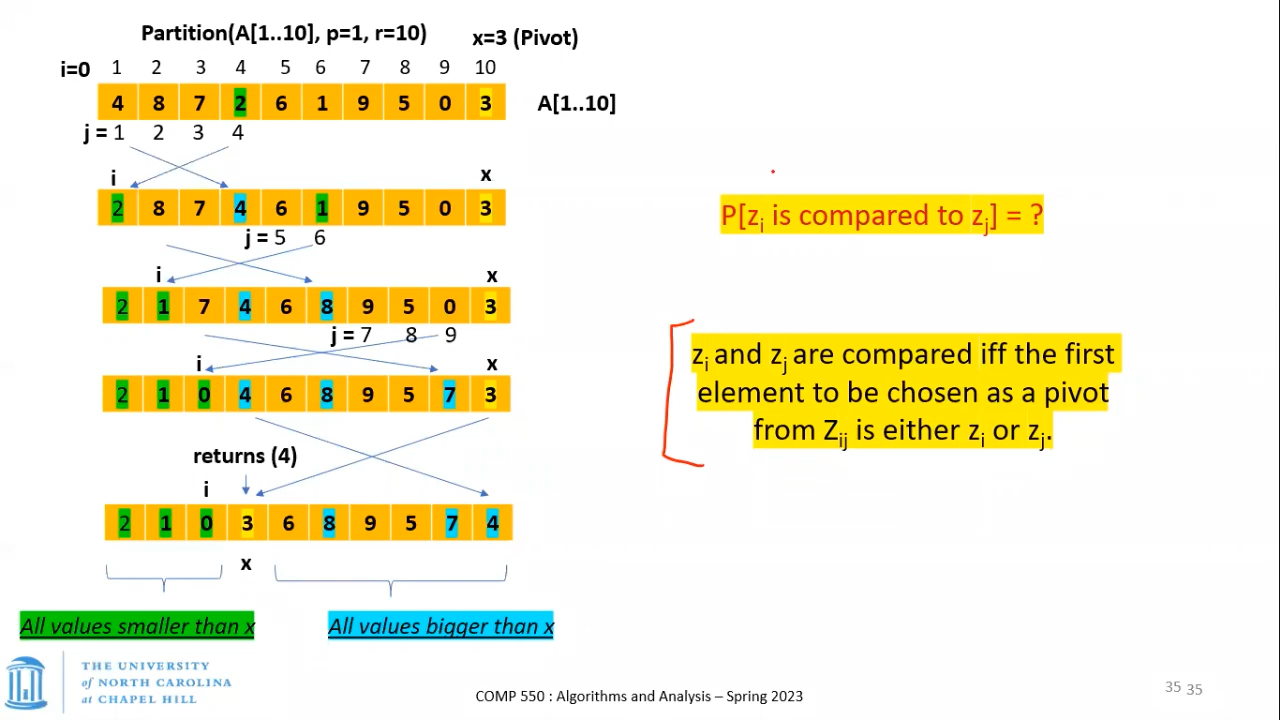 Partition(A[1..10], p=1, r=10) x=3 (Pivot)
i=0 1 2 3 4 5 6 7 8 9 10
4 8 7 2 6 1 9 5 0 3 A[1..10]
j = 1 2 3 4
i x
2 8 7 4 6 1 9 5 0 3
j = 5 6
i x
2 1 7 4 6 8 9 5 0 3
j = 7 8 9
i x
2 1 0 4 6 8 9 5 7 3
returns (4)
i
2 1 0 3 6 8 9 5 7 4
x
All values smaller than x All values bigger than x
P[zi is compared to zj] = ?
zi and zj are compared iff the first
element to be chosen as a pivot
from Zij is either zi or zj.
THE UNIVERSITY
of NORTH CAROLINA
at CHAPEL HILL
COMP 550 : Algorithms and Analysis – Spring 2023
35 35